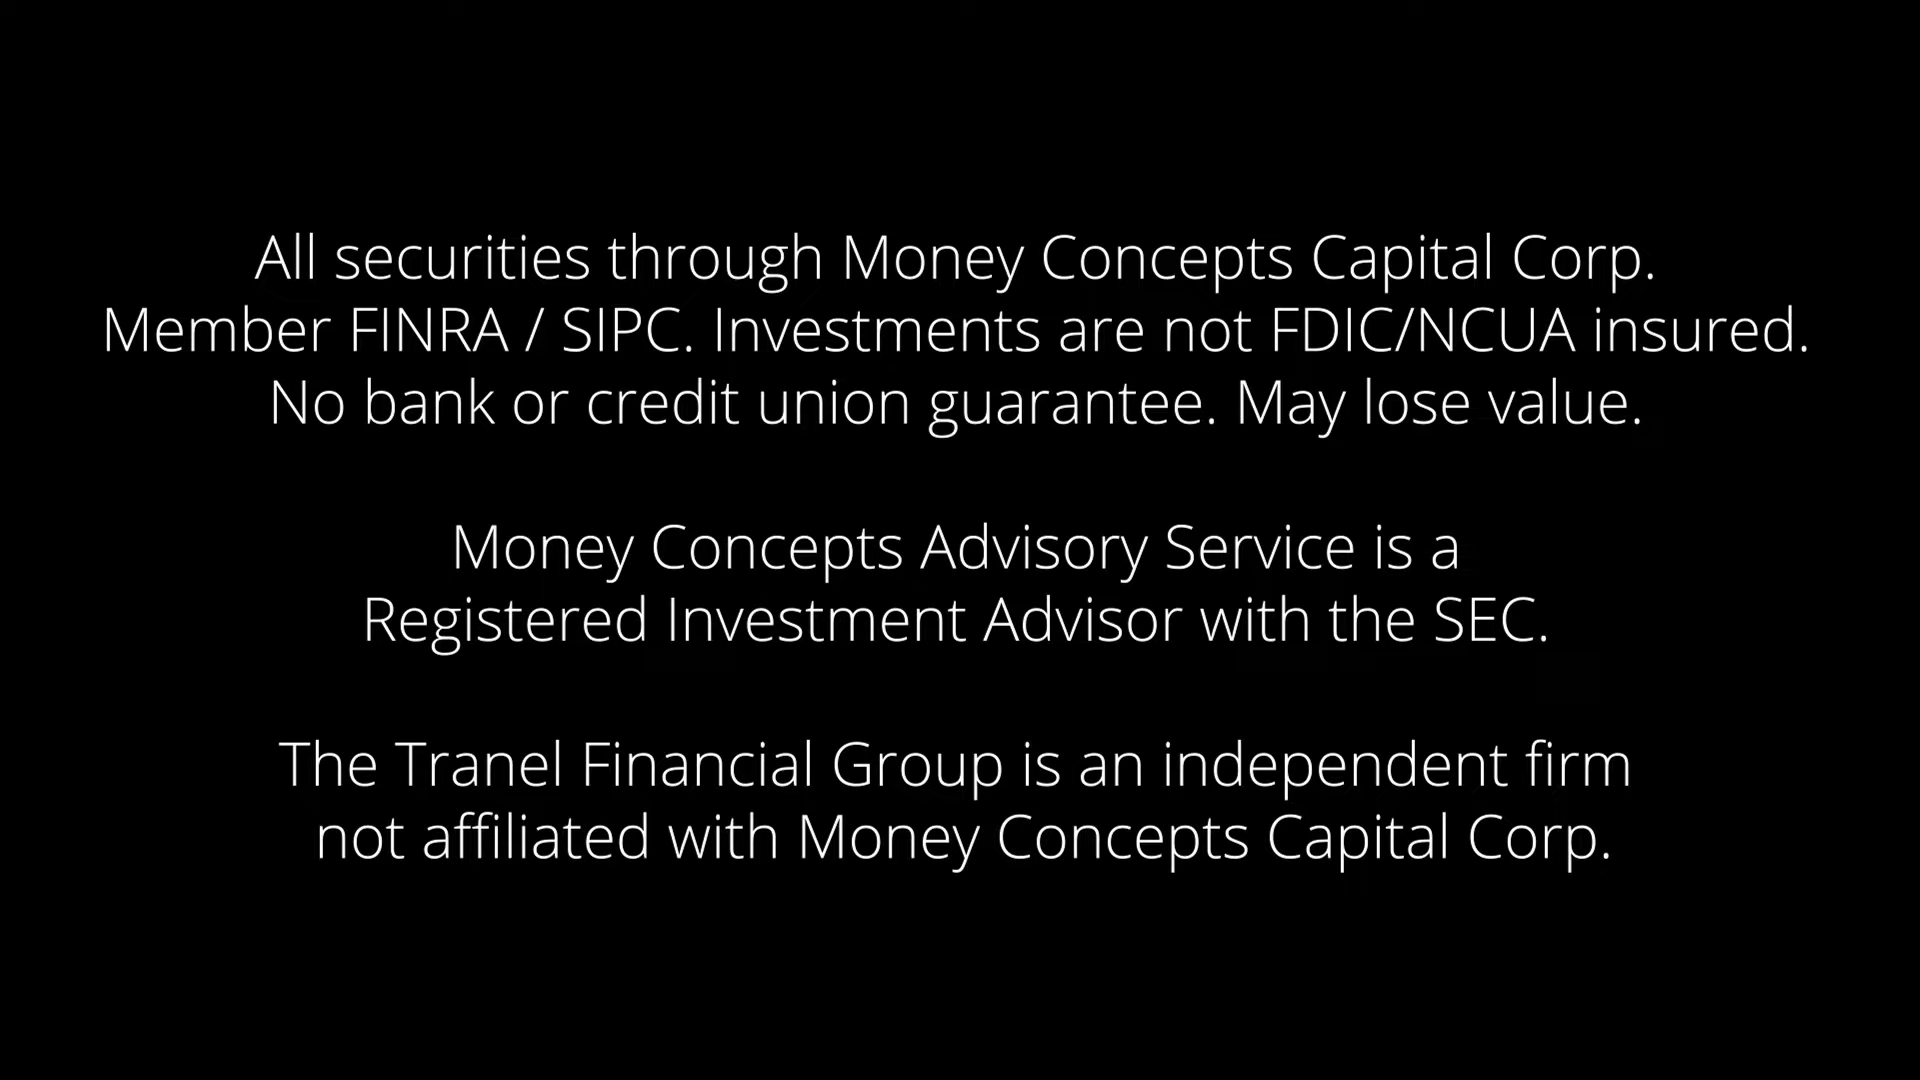 All securities through Money Concepts Capital Corp.
Member FINRA / SIPC. Investments are not FDIC/NCUA insured.
No bank or credit union guarantee. May lose value.
Money Concepts Advisory Service is a
Registered Investment Advisor with the SEC.
The Tranel Financial Group is an independent firm
not affiliated with Money Concepts Capital Corp.